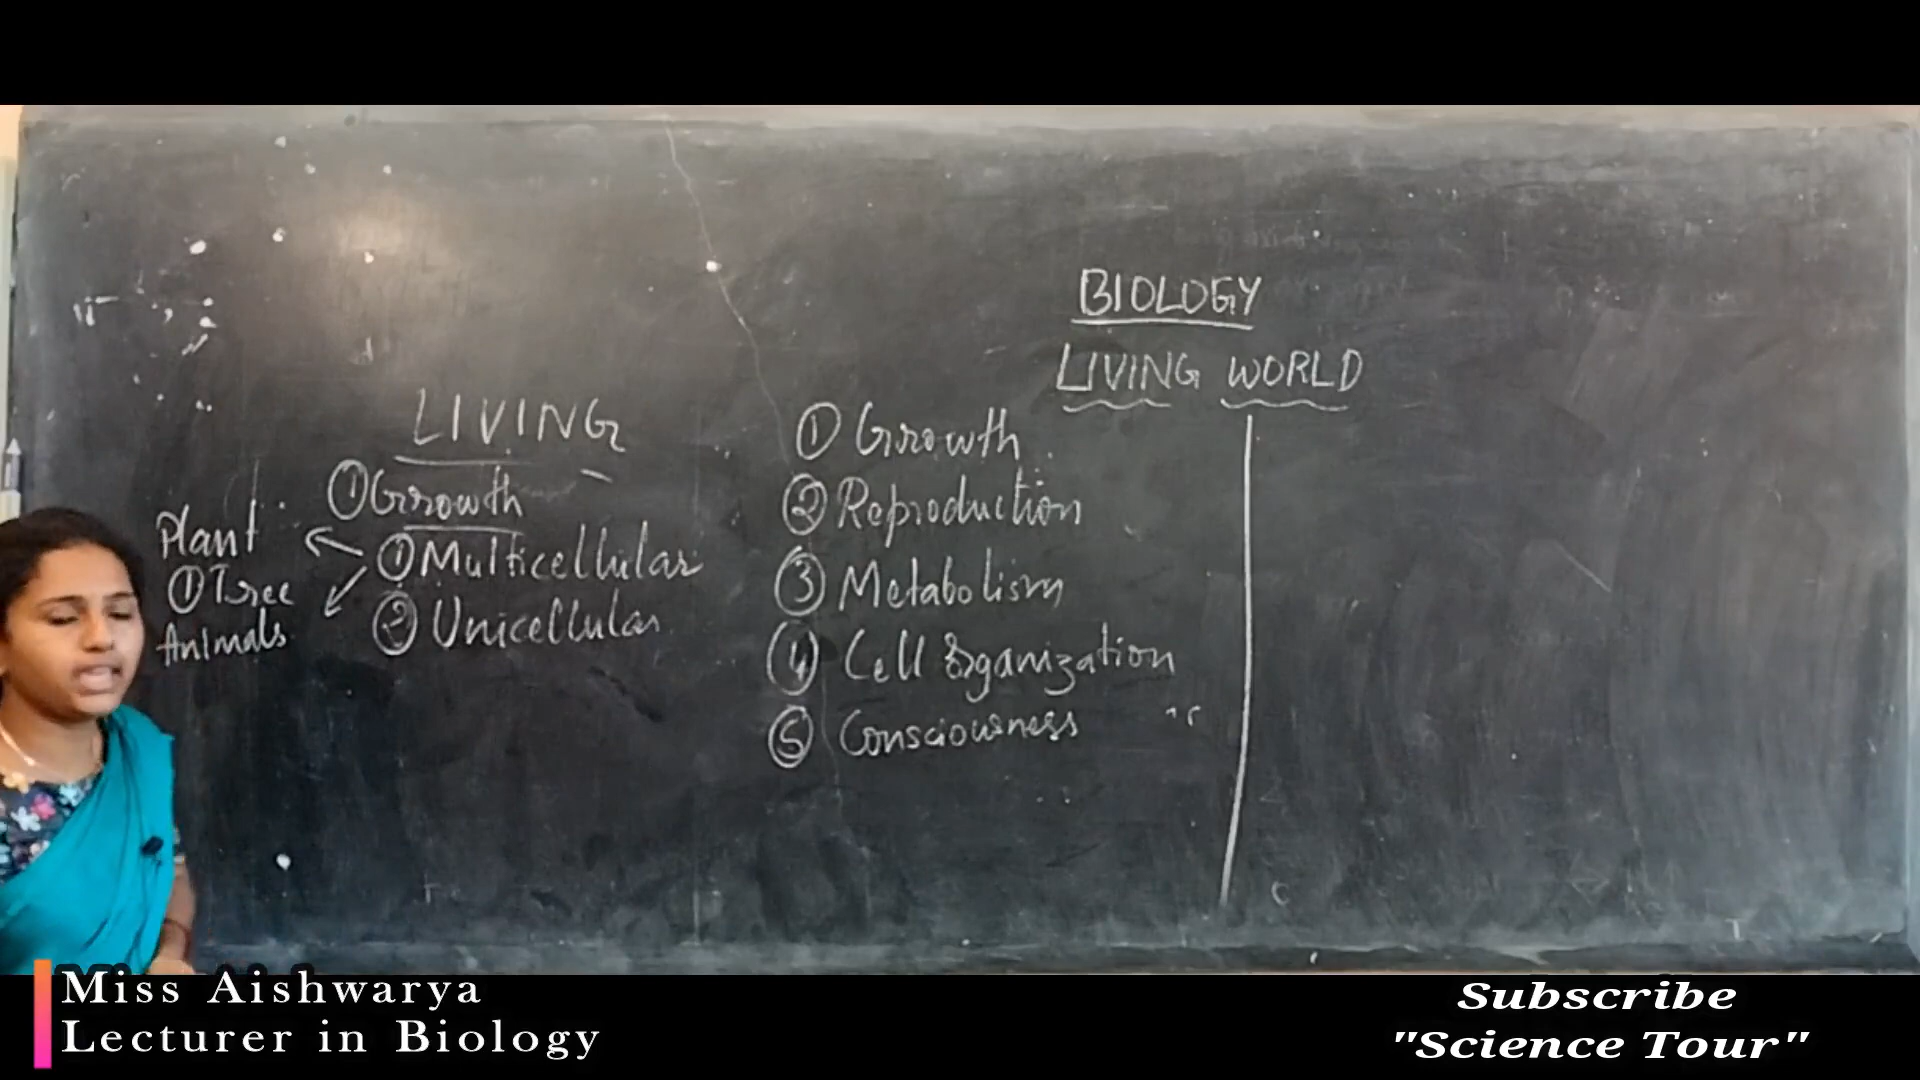 BIOLOGY
LIVING WORLD
LIVING
① Growth
Plant
① Multicellular
① Tree
② Unicellular
Animals
① Growth
② Reproduction
③ Metabolism
④ Cell Organization
⑤ Consciousness
Miss Aishwarya
Lecturer in Biology
Subscribe
"Science Tour"